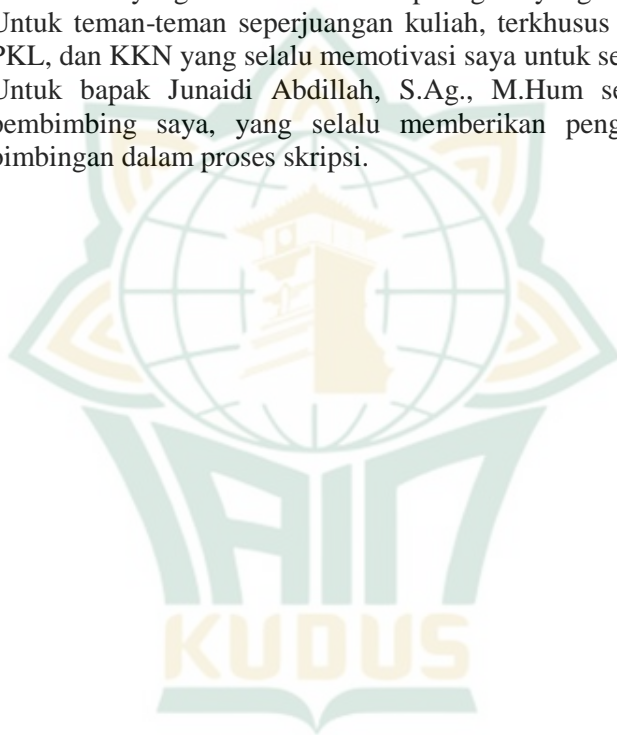 Untuk teman-teman seperjuangan kuliah, terkhusus
PKL, dan KKN yang selalu memotivasi saya untuk se
Untuk bapak Junaidi Abdillah, S.Ag., M.Hum se
pembimbing saya, yang selalu memberikan peng
bimbingan dalam proses skripsi.
IAIN
KUDUS